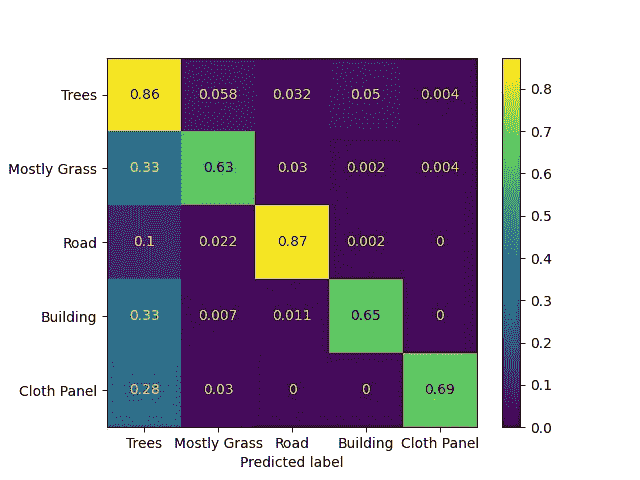 Trees 0.86 0.058 0.032 0.05 0.004
Mostly Grass 0.33 0.63 0.03 0.002 0.004
Road 0.1 0.022 0.87 0.002 0
Building 0.33 0.007 0.011 0.65 0
Cloth Panel 0.28 0.03 0 0 0.69
Trees Mostly Grass Road Building Cloth Panel
Predicted label
0.8
0.7
0.6
0.5
0.4
0.3
0.2
0.1
0.0